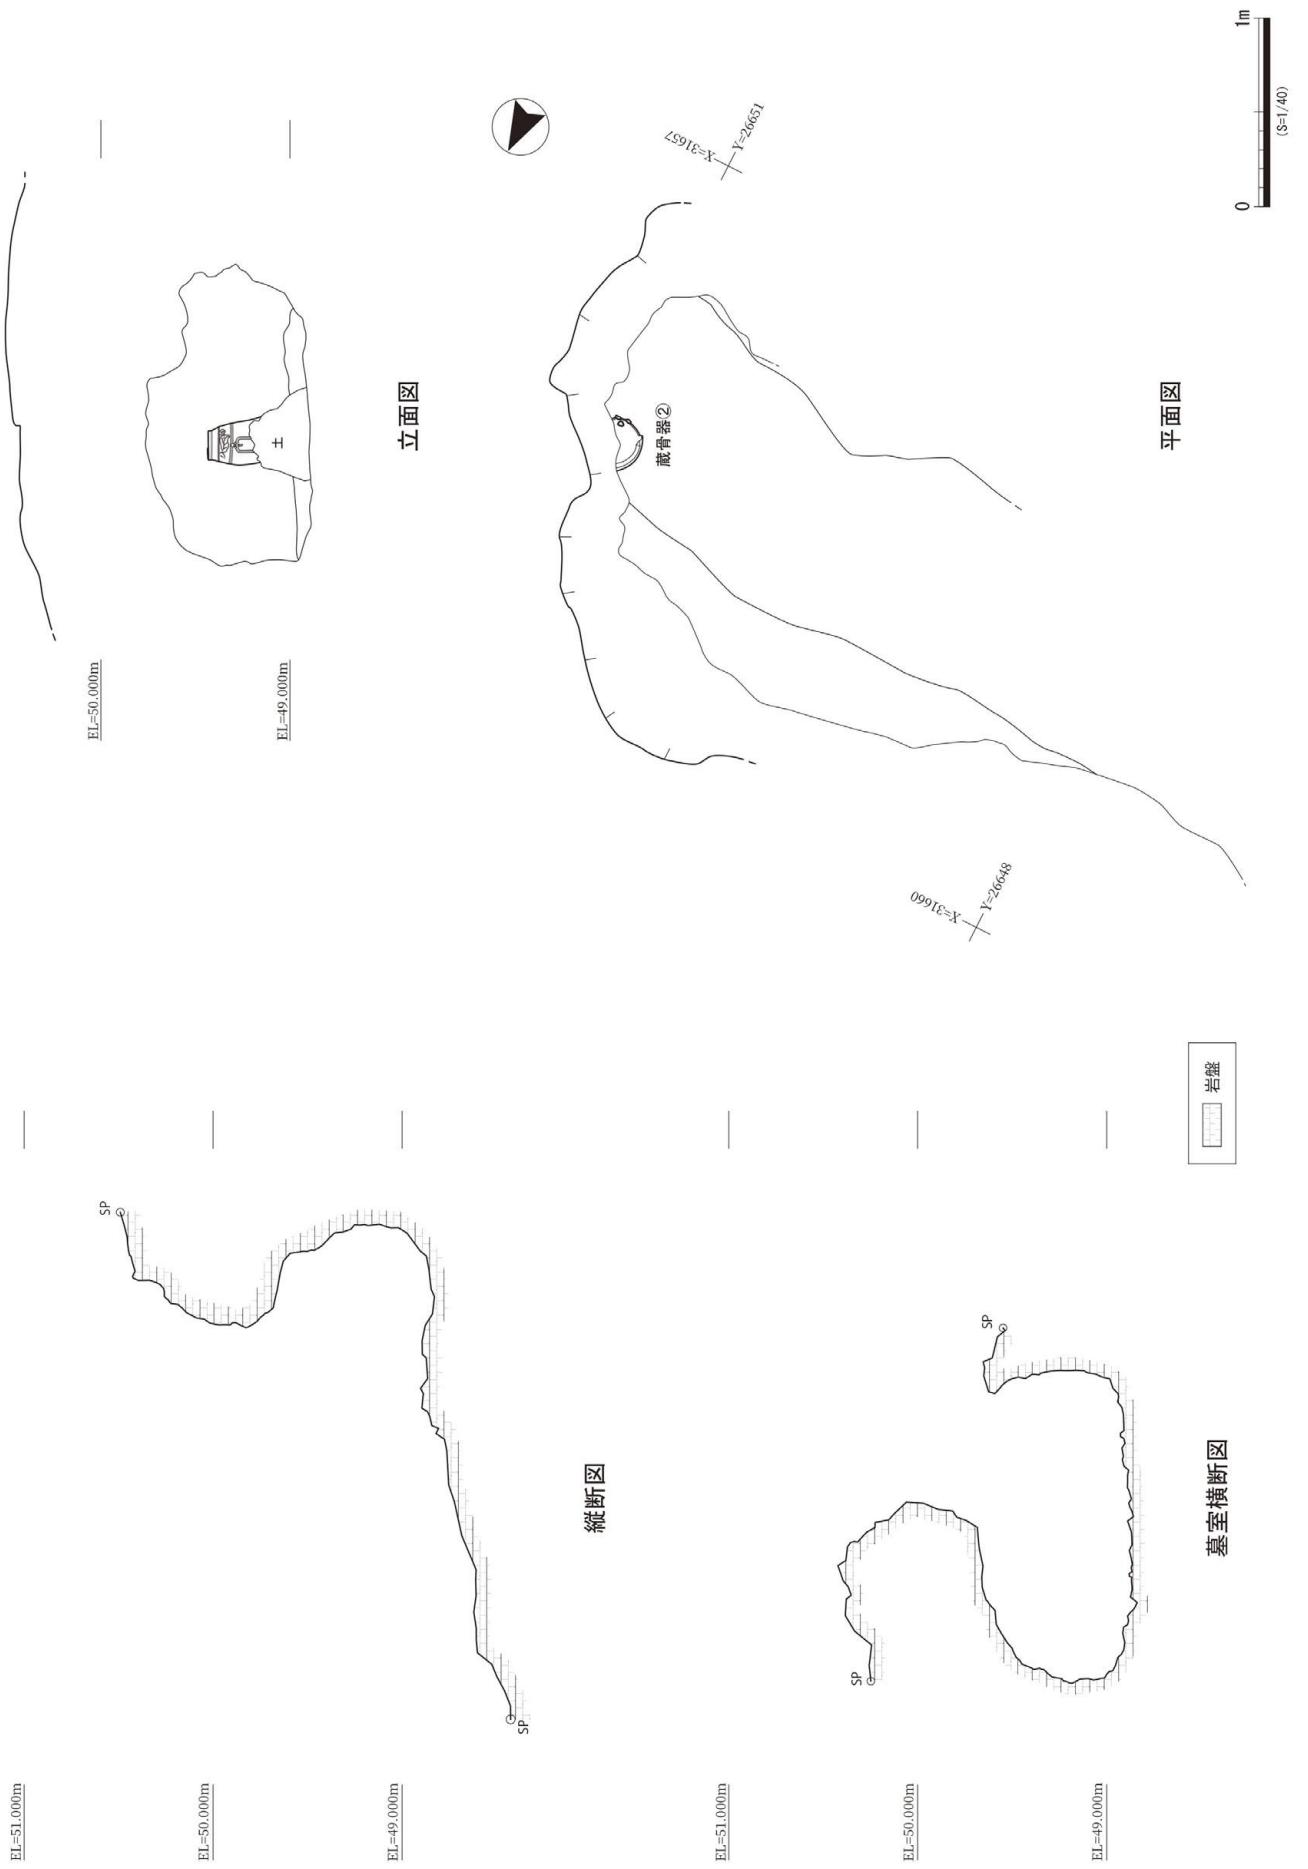 EL=51.000m
EL=50.000m
EL=49.000m
SP
SP
縦断図
EL=50.000m
EL=49.000m
土
立面図
EL=51.000m
EL=50.000m
EL=49.000m
SP
SP
墓室横断図
岩盤
X=31660
Y=26648
蔵骨器②
X=31657
Y=26651
平面図
0
1m
(S=1/40)